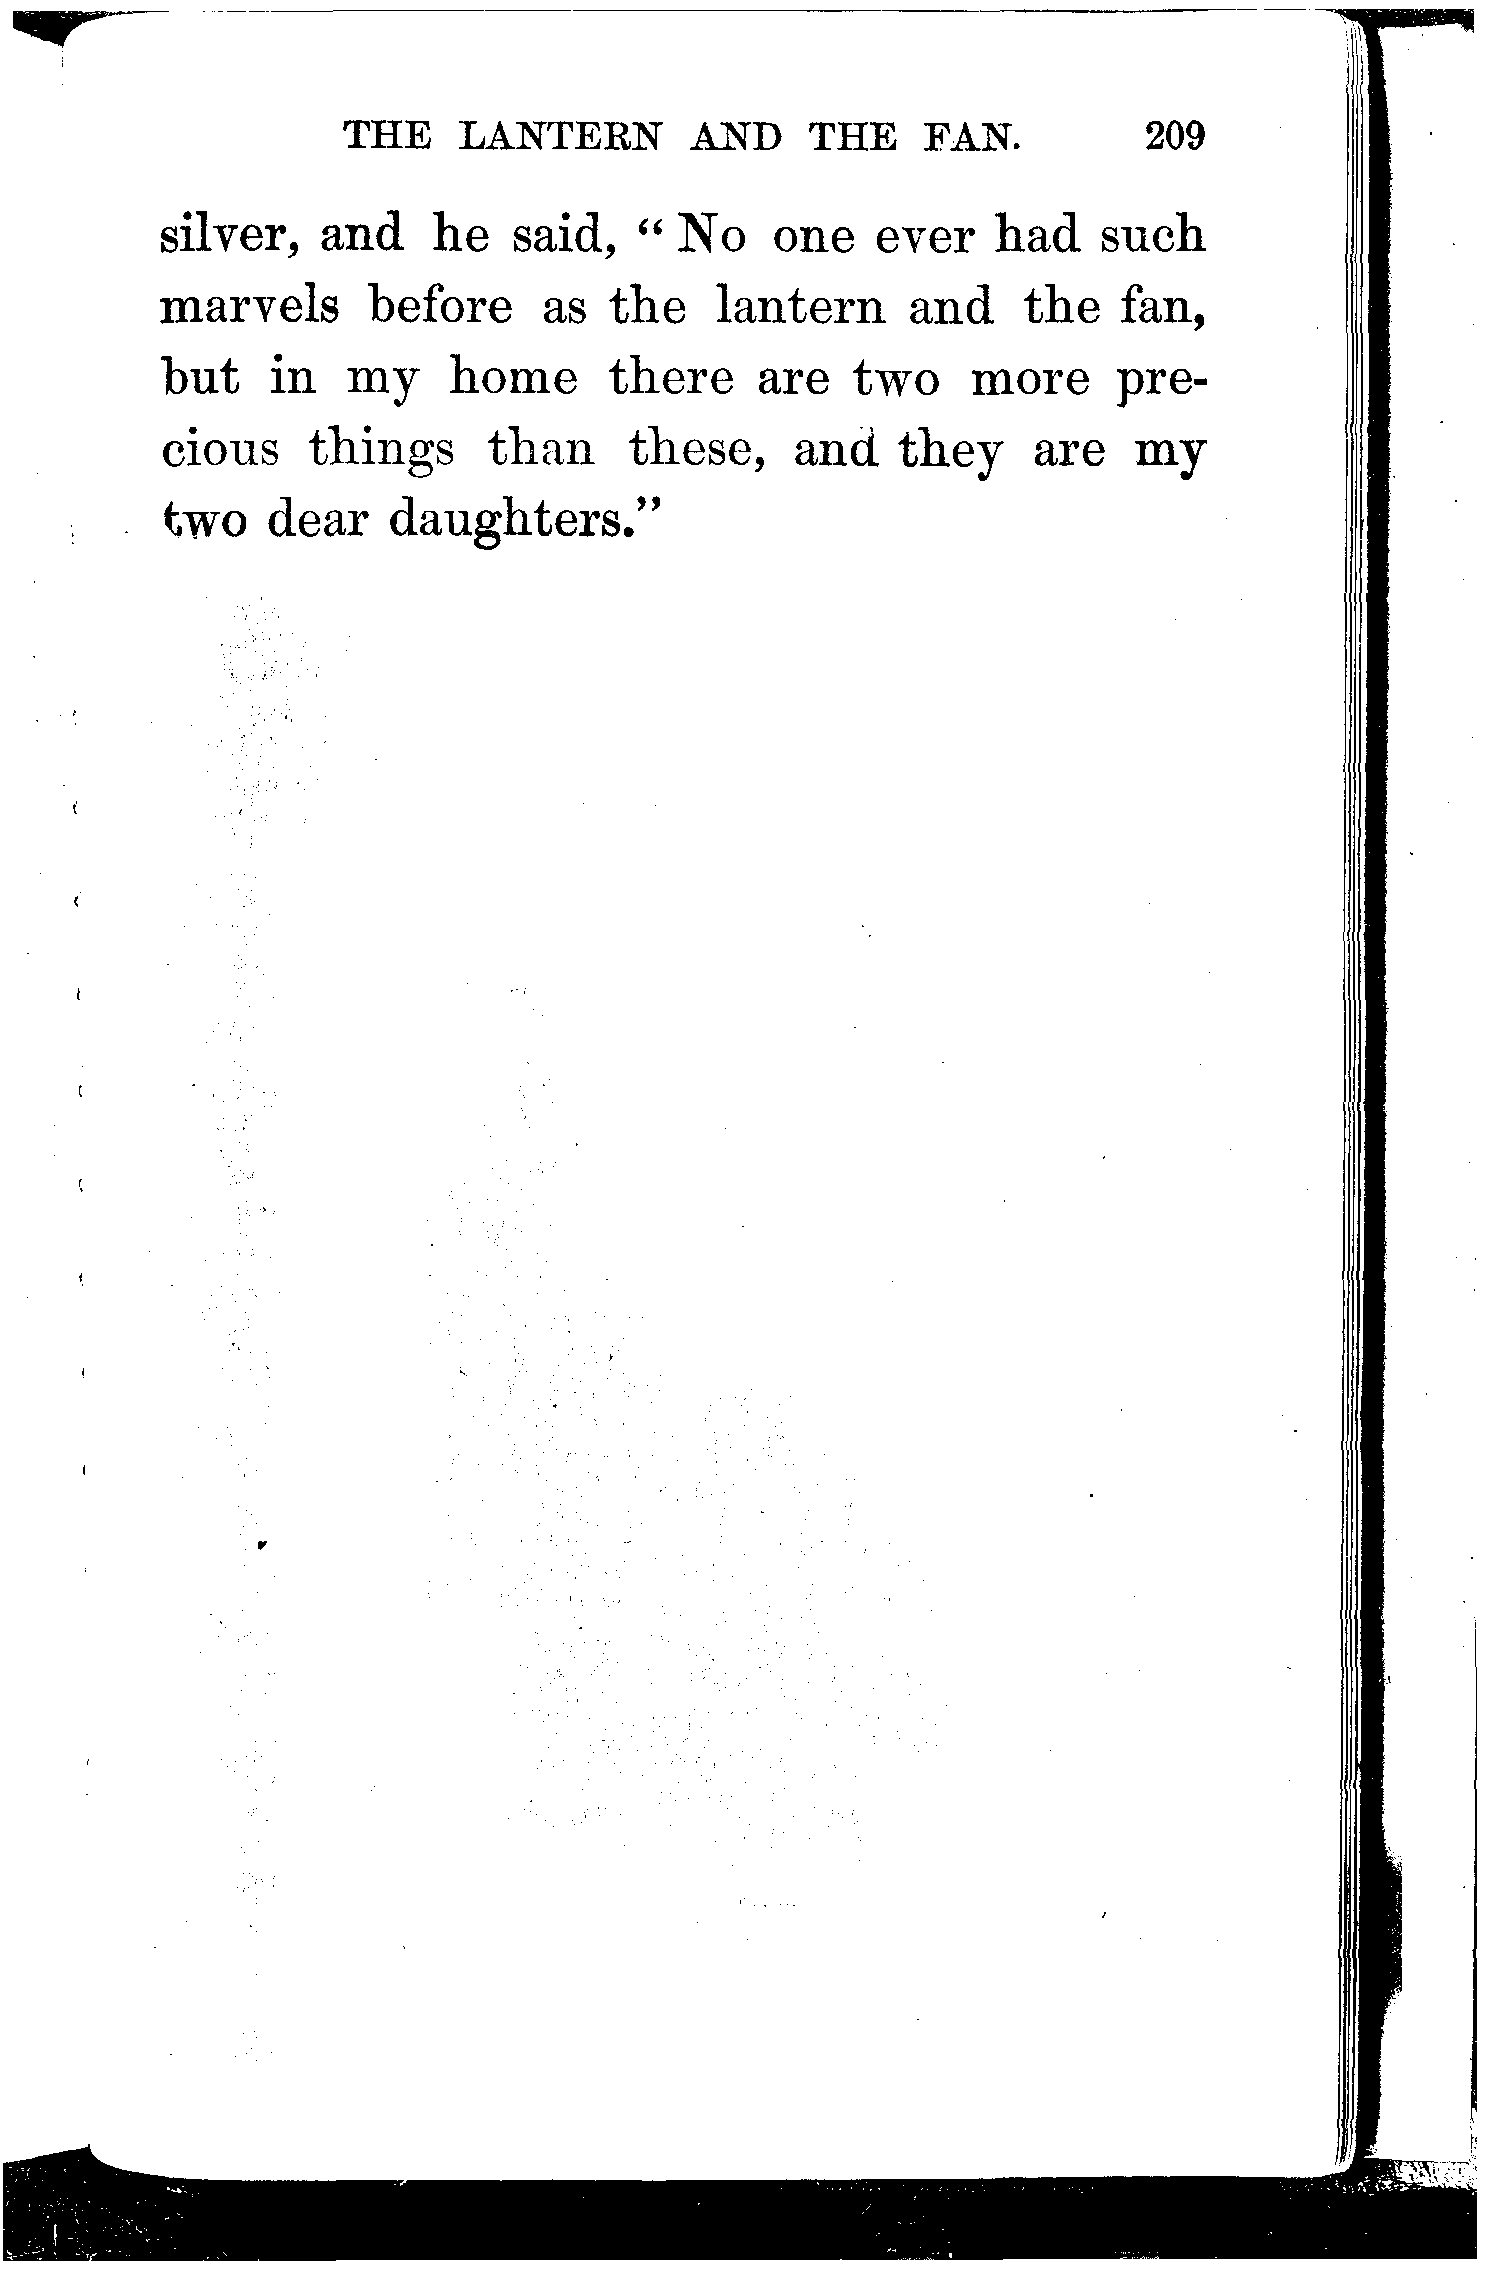 THE LANTERN AND THE FAN. 209
silver, and he said, “ No one ever had such
marvels before as the lantern and the fan,
but in my home there are two more pre-
cious things than these, and they are my
two dear daughters.”